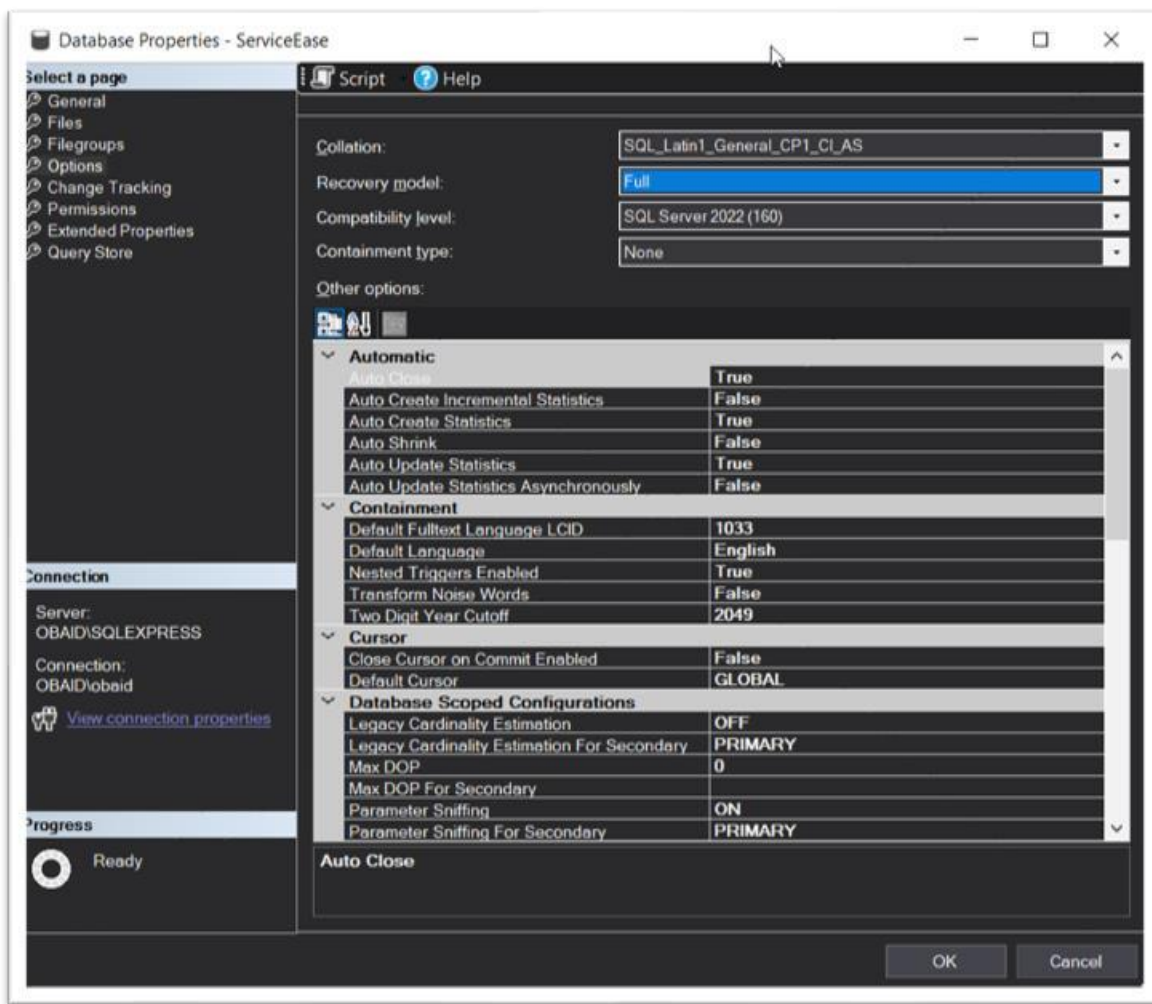 Database Properties - ServiceEase
Select a page
General
Files
Filegroups
Options
Change Tracking
Permissions
Extended Properties
Query Store
Connection
Server:
OBAID\SQLEXPRESS
Connection:
OBAID\obaid
View connection properties
Progress
Ready
Script Help
Collation: SQL_Latin1_General_CP1_CI_AS
Recovery model: Full
Compatibility level: SQL Server 2022 (160)
Containment type: None
Other options:
Automatic
Auto Close True
Auto Create Incremental Statistics False
Auto Create Statistics True
Auto Shrink False
Auto Update Statistics True
Auto Update Statistics Asynchronously False
Containment
Default Fulltext Language LCID 1033
Default Language English
Nested Triggers Enabled True
Transform Noise Words False
Two Digit Year Cutoff 2049
Cursor
Close Cursor on Commit Enabled False
Default Cursor GLOBAL
Database Scoped Configurations
Legacy Cardinality Estimation OFF
Legacy Cardinality Estimation For Secondary PRIMARY
Max DOP 0
Max DOP For Secondary
Parameter Sniffing ON
Parameter Sniffing For Secondary PRIMARY
Auto Close
OK Cancel